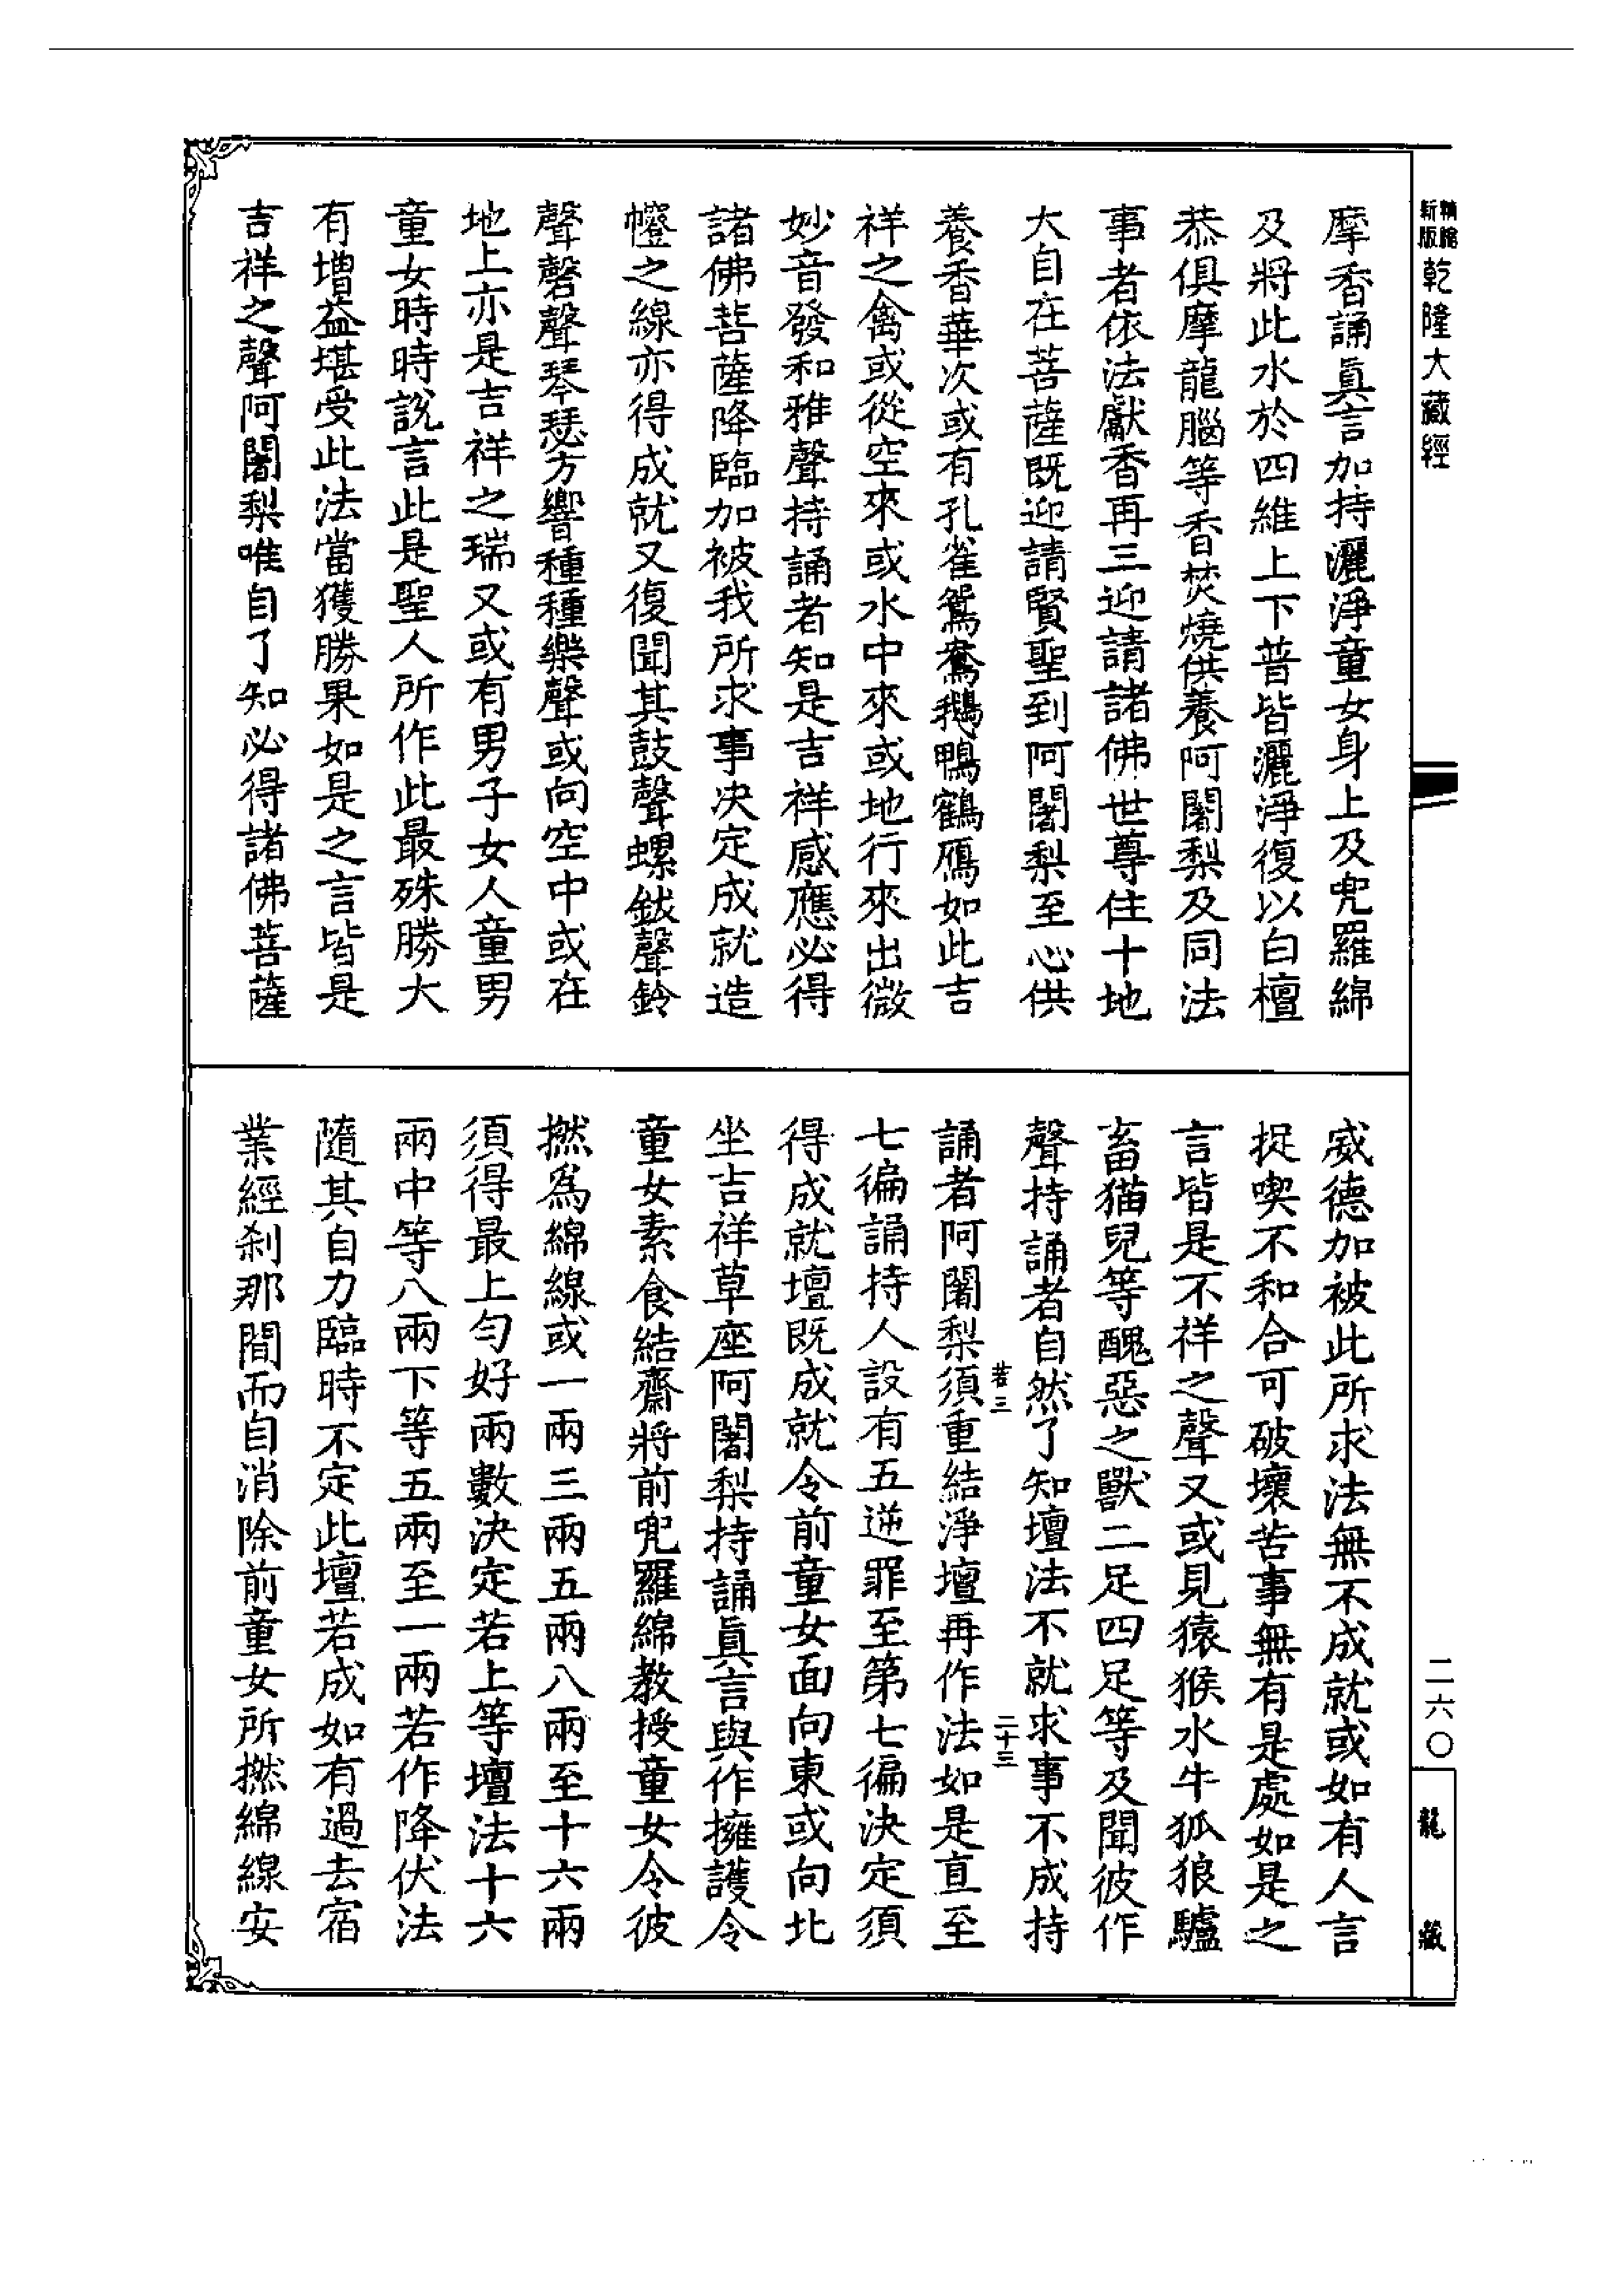 精縮
新版
乾隆大藏經
摩香誦眞言加持灑淨童女身上及兜羅綿
及將此水於四維上下普皆灑淨復以白檀
恭俱摩龍腦等香焚燒供養阿闍梨及同法
事者依法獻香再三迎請諸佛世尊住十地
大自在菩薩既迎請賢聖到阿闍梨至心供
養香華次或有孔雀鴛鴦鵝鴨鶴鴈如此吉
祥之禽或從空來或水中來或地行來出微
妙音發和雅聲持誦者知是吉祥感應必得
諸佛菩薩降臨加被我所求事決定成就造
幢之線亦得成就又復聞其鼓聲螺鈸聲鈴
聲磬聲琴瑟方響種種樂聲或向空中或在
地上亦是吉祥之瑞又或有男子女人童男
童女時時說言此是聖人所作此最殊勝大
有增益堪受此法當獲勝果如是之言皆是
吉祥之聲阿闍梨唯自了知必得諸佛菩薩
威德加被此所求法無不成就或如有人言
捉喫不和合可破壞苦事無有是處如是之
言皆是不祥之聲又或見猿猴水牛狐狼驢
畜猫兒等醜惡之獸二足四足等及聞彼作
聲持誦者自然了知壇法不就求事不成持
若三
二十三
誦者阿闍梨須重結淨壇再作法如是直至
七徧誦持人設有五逆罪至第七徧決定須
得成就壇既成就令前童女面向東或向北
坐吉祥草座阿闍梨持誦眞言與作擁護令
童女素食結齋將前兜羅綿教授童女令彼
撚爲綿線或一兩三兩五兩八兩至十六兩
須得最上勻好兩數決定若上等壇法十六
兩中等八兩下等五兩至一兩若作降伏法
隨其自力臨時不定此壇若成如有過去宿
業經剎那間而自消除前童女所撚綿線安
二六〇
龍藏